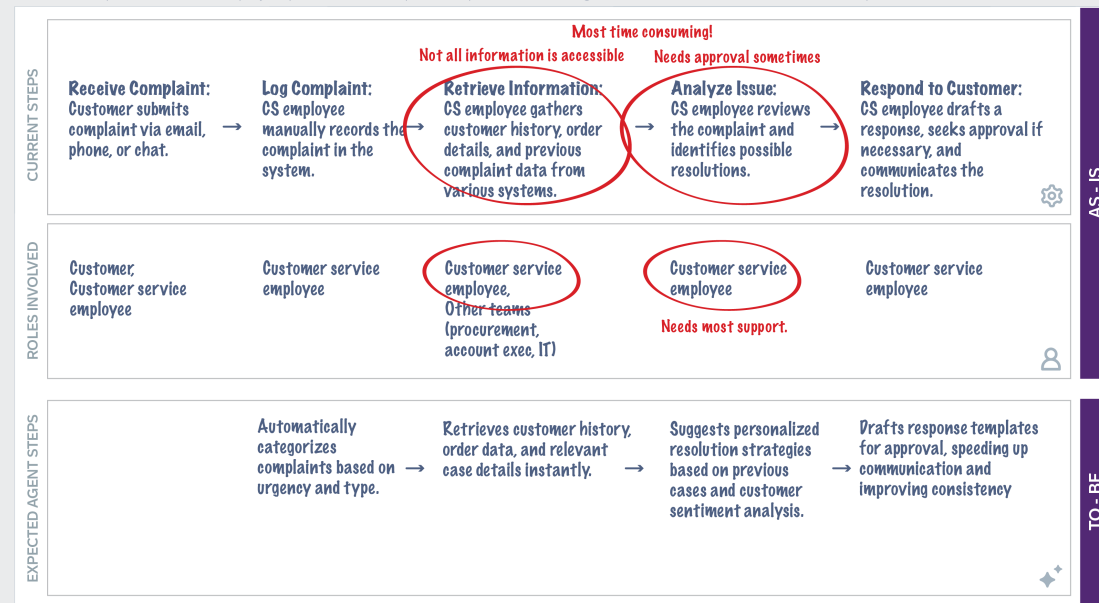 Most time consuming!
Not all information is accessible
Needs approval sometimes
CURRENT STEPS
Receive Complaint:
Customer submits
complaint via email,
phone, or chat.
→
Log Complaint:
CS employee
manually records the
complaint in the
system.
→
Retrieve Information:
CS employee gathers
customer history, order
details, and previous
complaint data from
various systems.
→
Analyze Issue:
CS employee reviews
the complaint and
identifies possible
resolutions.
→
Respond to Customer:
CS employee drafts a
response, seeks approval if
necessary, and
communicates the
resolution.
AS - IS
ROLES INVOLVED
Customer,
Customer service
employee
Customer service
employee
Customer service
employee,
Other teams
(procurement,
account exec, IT)
Customer service
employee
Needs most support.
Customer service
employee
EXPECTED AGENT STEPS
Automatically
categorizes
complaints based on
urgency and type.
→
Retrieves customer history,
order data, and relevant
case details instantly.
→
Suggests personalized
resolution strategies
based on previous
cases and customer
sentiment analysis.
→
Drafts response templates
for approval, speeding up
communication and
improving consistency
TO - BE